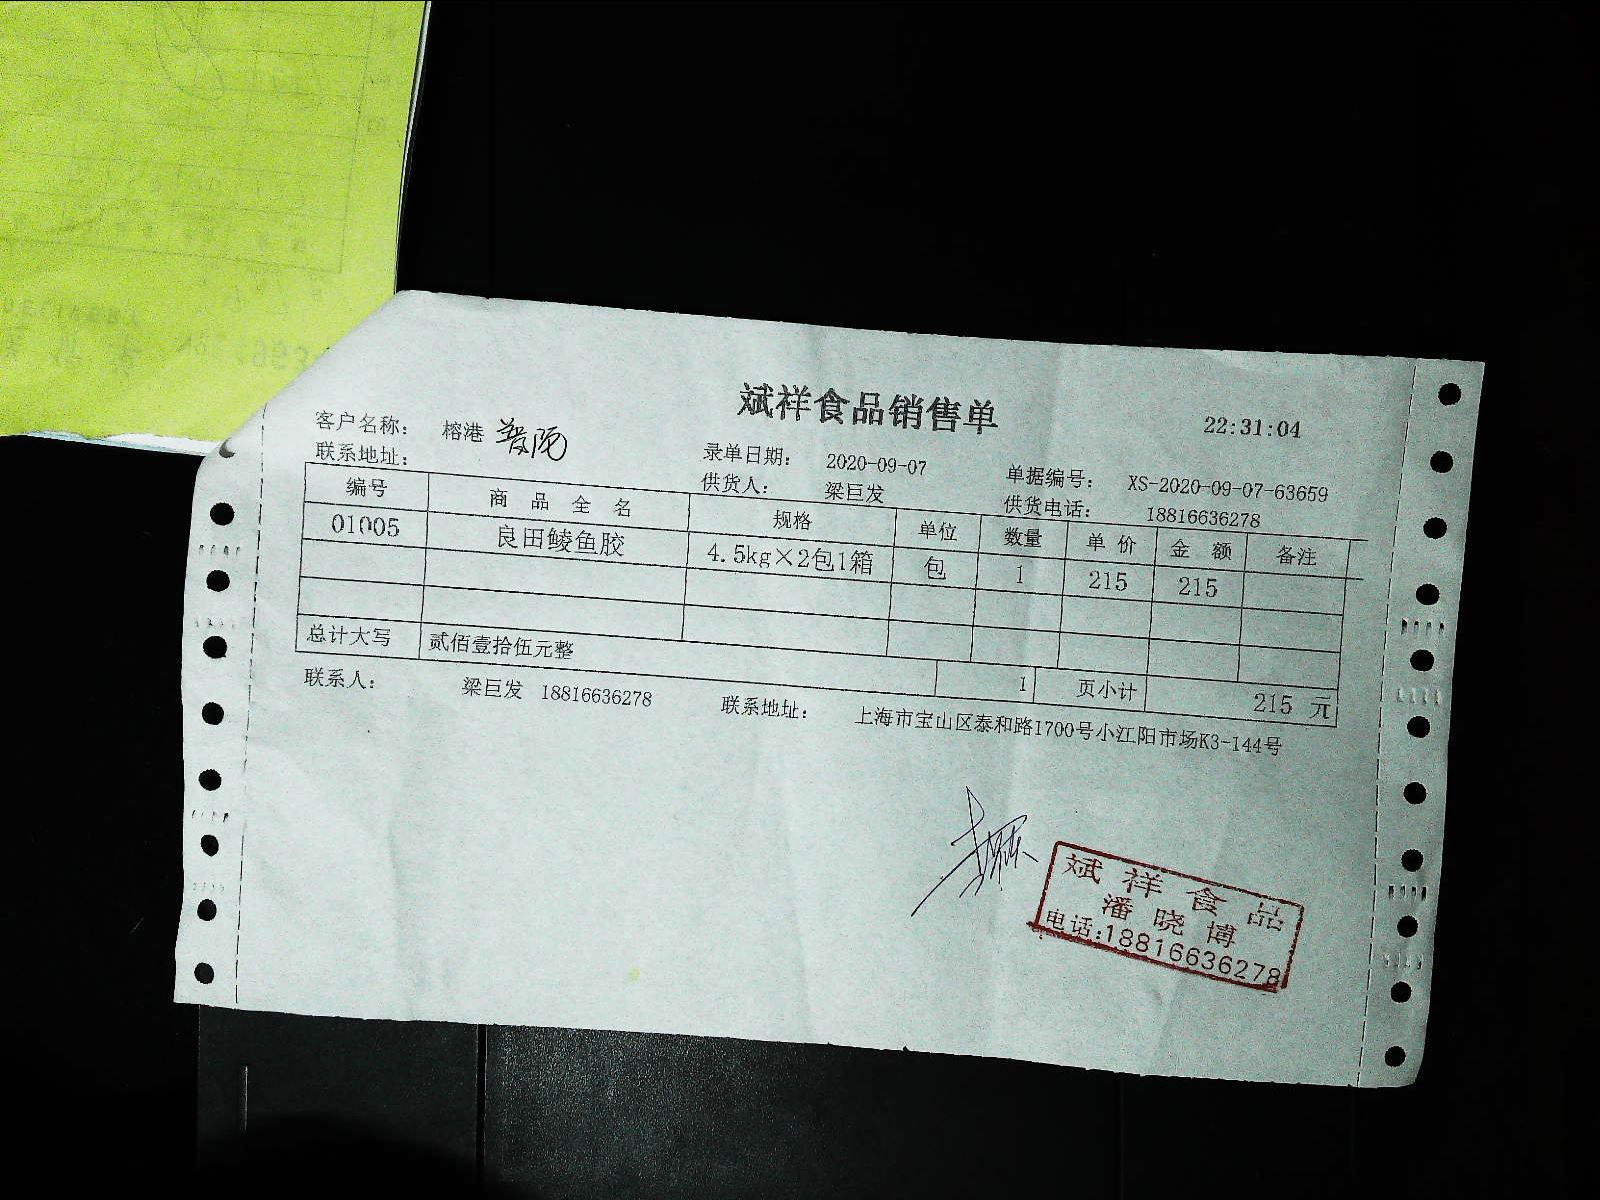 斌祥食品销售单
22:31:04
客户名称： 榕港 普陀
录单日期： 2020-09-07
单据编号： XS-2020-09-07-63659
联系地址：
供货人： 梁巨发
供货电话： 18816636278
编号 商品全名 规格 单位 数量 单价 金额 备注
01005 良田鲮鱼胶 4.5kg×2包1箱 包 1 215 215
总计大写 贰佰壹拾伍元整 1 页小计 215 元
联系人： 梁巨发 18816636278 联系地址： 上海市宝山区泰和路1700号小江阳市场K3-144号
斌祥食品
潘晓博
电话:18816636278